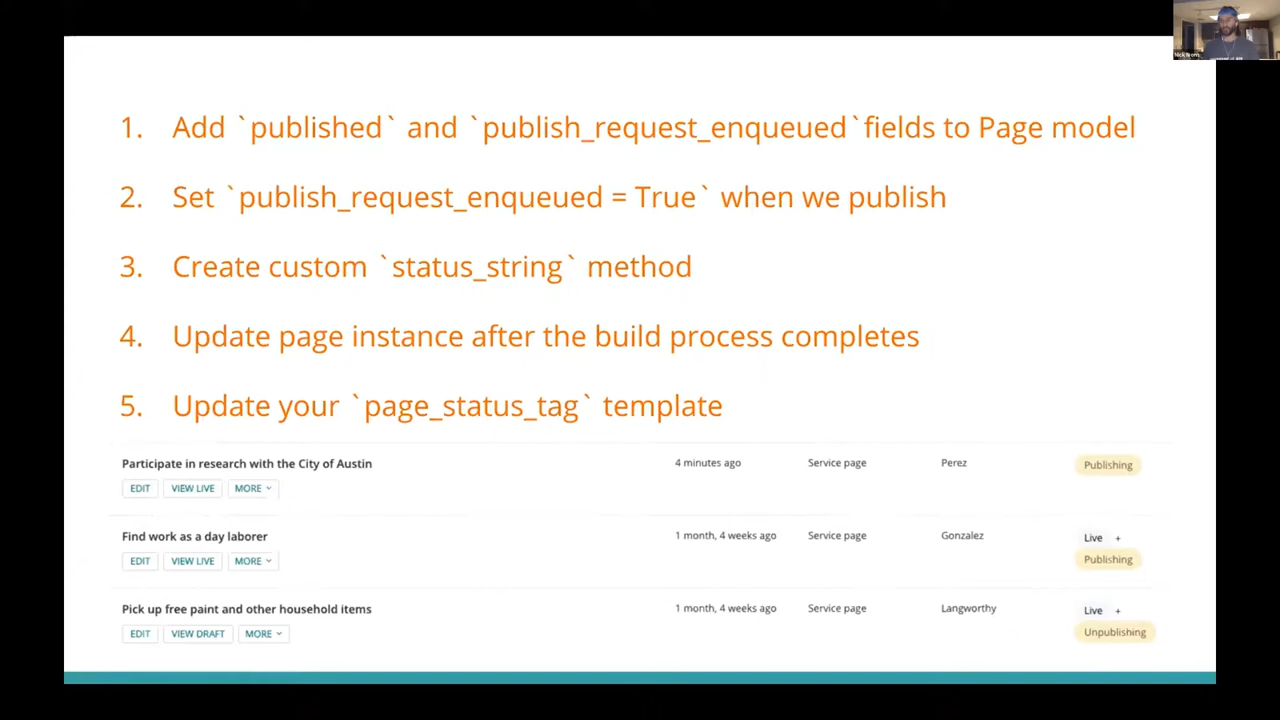 1. Add `published` and `publish_request_enqueued`fields to Page model
2. Set `publish_request_enqueued = True` when we publish
3. Create custom `status_string` method
4. Update page instance after the build process completes
5. Update your `page_status_tag` template
Participate in research with the City of Austin 4 minutes ago Service page Perez Publishing
EDIT VIEW LIVE MORE
Find work as a day laborer 1 month, 4 weeks ago Service page Gonzalez Live +
EDIT VIEW LIVE MORE Publishing
Pick up free paint and other household items 1 month, 4 weeks ago Service page Langworthy Live +
EDIT VIEW DRAFT MORE Unpublishing